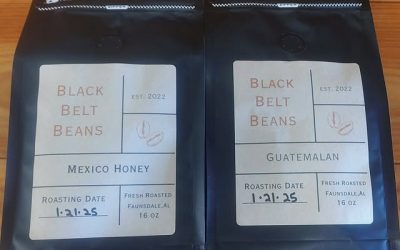 BLACK
BELT
BEANS
EST. 2022
MEXICO HONEY
ROASTING DATE
1.21.25
FRESH ROASTED
FAUNSDALE,AL
16 OZ
BLACK
BELT
BEANS
EST. 2022
GUATEMALAN
ROASTING DATE
1.21.25
FRESH ROASTED
FAUNSDALE,AL
16 OZ